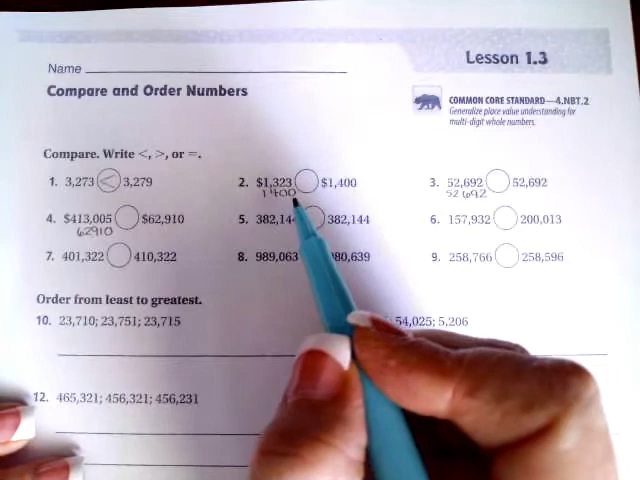 Lesson 1.3
Name
Compare and Order Numbers
COMMON CORE STANDARD—4.NBT.2
Generalize place value understanding for
multi-digit whole numbers.
Compare. Write <, >, or =.
1. 3,273 < 3,279 2. $1,323 $1,400 3. 52,692 52,692
1400 52692
4. $413,005 $62,910 5. 382,144 382,144 6. 157,932 200,013
62910
7. 401,322 410,322 8. 989,063 980,639 9. 258,766 258,596
Order from least to greatest.
10. 23,710; 23,751; 23,715 54,025; 5,206
12. 465,321; 456,321; 456,231